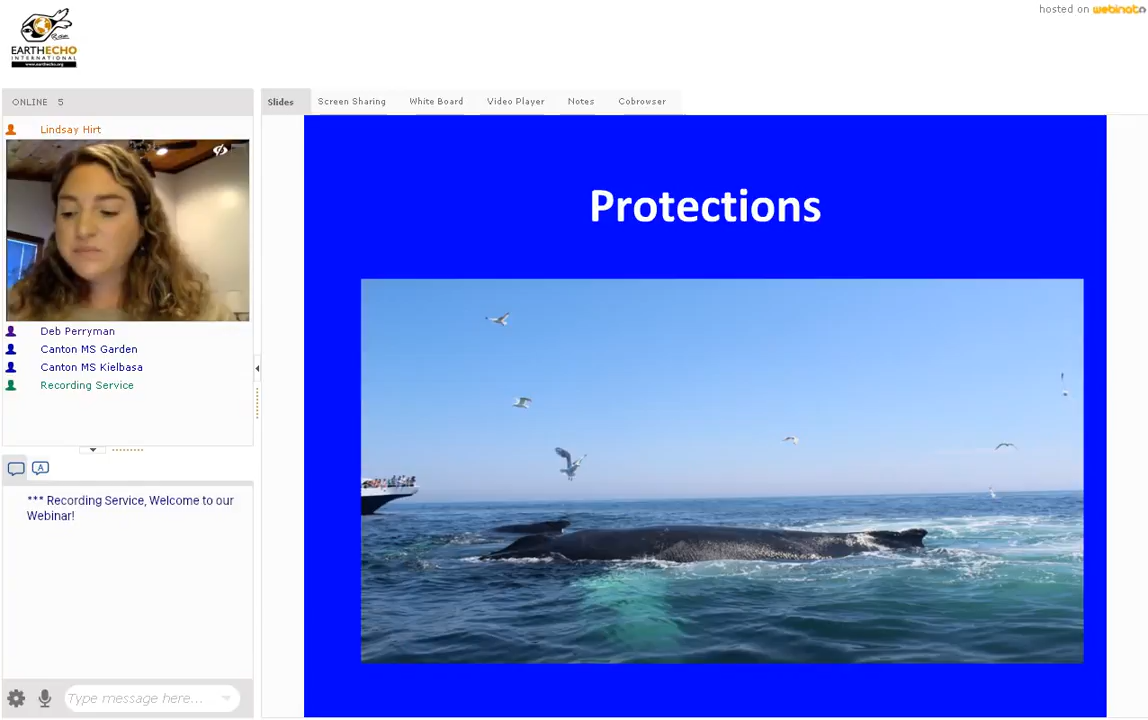 hosted on webinato
EARTHECHO
INTERNATIONAL
www.earthecho.org
ONLINE 5
Slides Screen Sharing White Board Video Player Notes Cobrowser
Lindsay Hirt
Protections
Deb Perryman
Canton MS Garden
Canton MS Kielbasa
Recording Service
A
*** Recording Service, Welcome to our
Webinar!
Type message here...